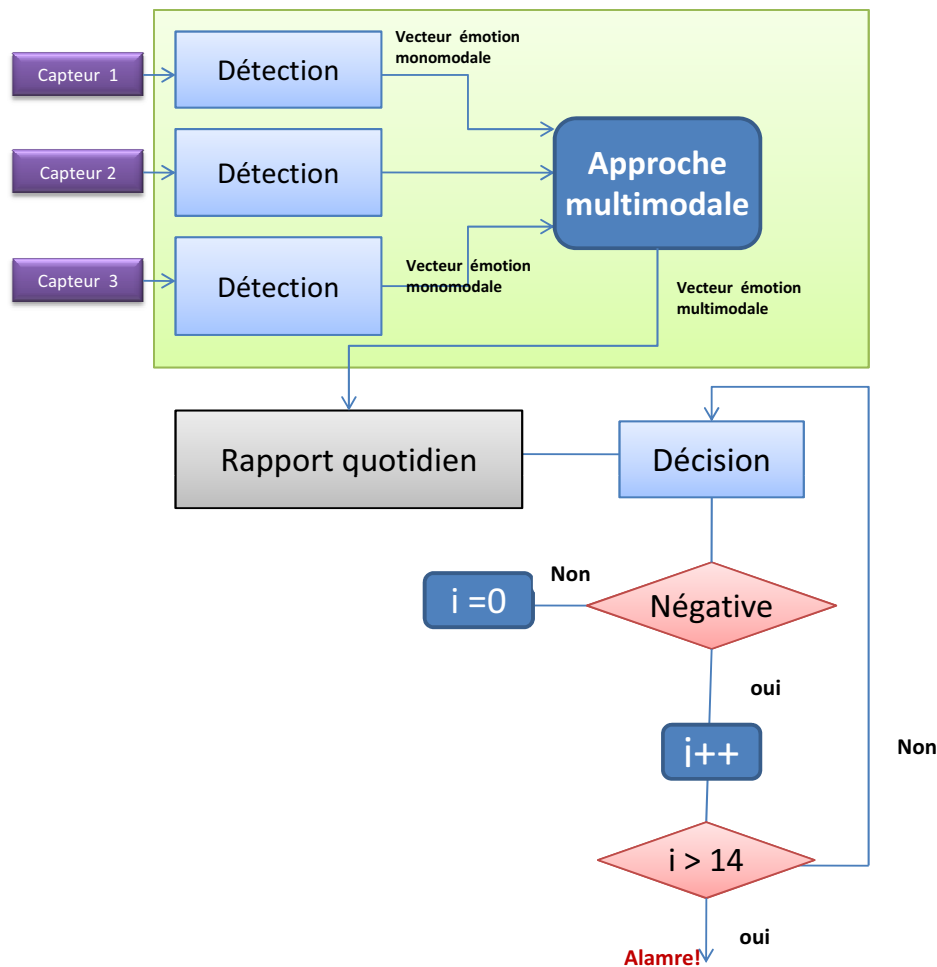 Vecteur émotion
monomodale
Capteur 1
Détection
Capteur 2
Détection
Approche
multimodale
Capteur 3
Détection
Vecteur émotion
monomodale
Vecteur émotion
multimodale
Rapport quotidien
Décision
Non
i =0
Négative
oui
i++
Non
i > 14
oui
Alamre!